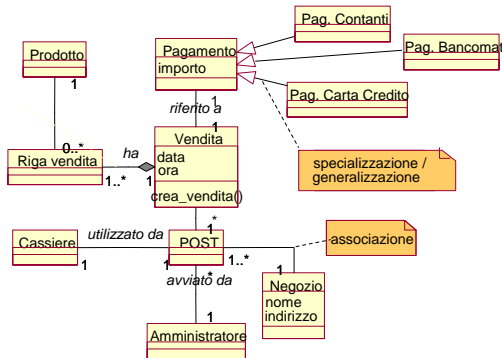 Pag. Contanti
Prodotto
Pagamento
importo
Pag. Bancomat
Pag. Carta Credito
1
1
riferito a
1
Vendita
data
ora
crea_vendita()
0..*
Riga vendita
ha
1..*
1
specializzazione /
generalizzazione
1
*
Cassiere
utilizzato da
POST
associazione
1
1
1..*
1
avviato da
*
Negozio
nome
indirizzo
1
Amministratore